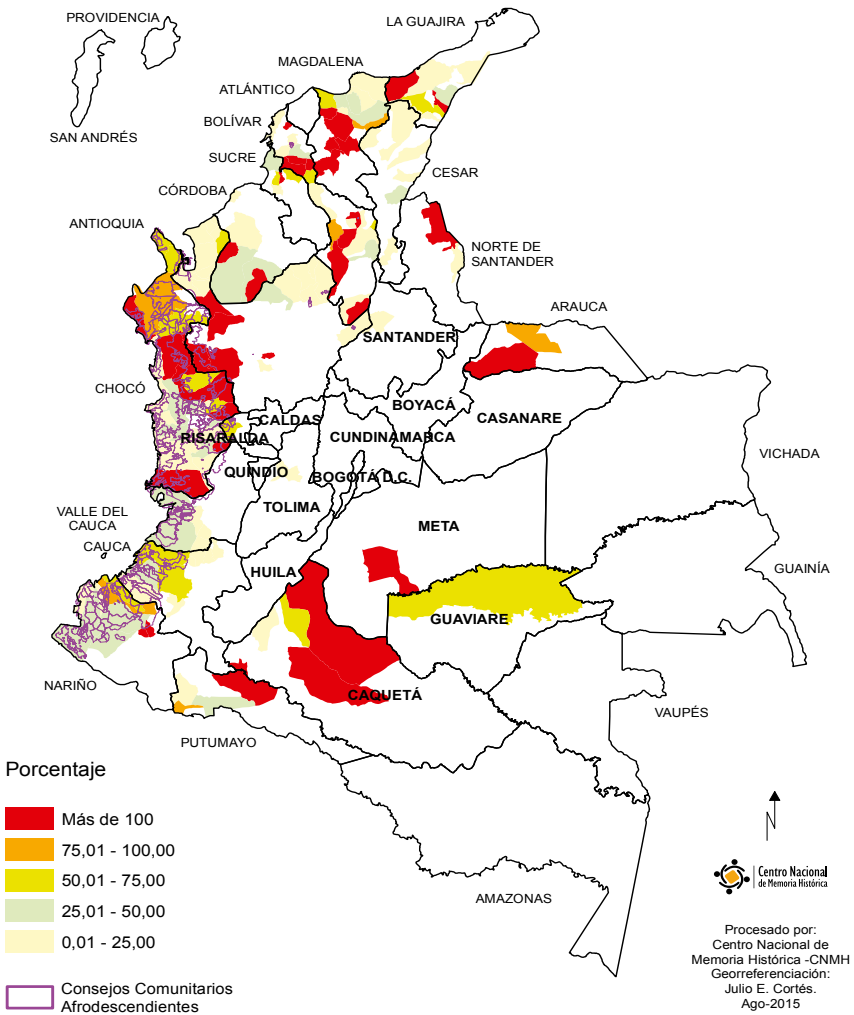 PROVIDENCIA
LA GUAJIRA
MAGDALENA
ATLÁNTICO
BOLÍVAR
SAN ANDRÉS
SUCRE
CESAR
CÓRDOBA
ANTIOQUIA
NORTE DE
SANTANDER
ARAUCA
SANTANDER
CHOCÓ
BOYACÁ
CASANARE
CALDAS
RISARALDA
CUNDINAMARCA
VICHADA
QUINDIO
BOGOTÁ D.C.
TOLIMA
VALLE DEL
CAUCA
META
CAUCA
HUILA
GUAINÍA
GUAVIARE
NARIÑO
CAQUETÁ
VAUPÉS
PUTUMAYO
AMAZONAS
Porcentaje
Más de 100
75,01 - 100,00
50,01 - 75,00
25,01 - 50,00
0,01 - 25,00
Consejos Comunitarios
Afrodescendientes
N
Centro Nacional
de Memoria Histórica
Procesado por:
Centro Nacional de
Memoria Histórica -CNMH
Georreferenciación:
Julio E. Cortés.
Ago-2015